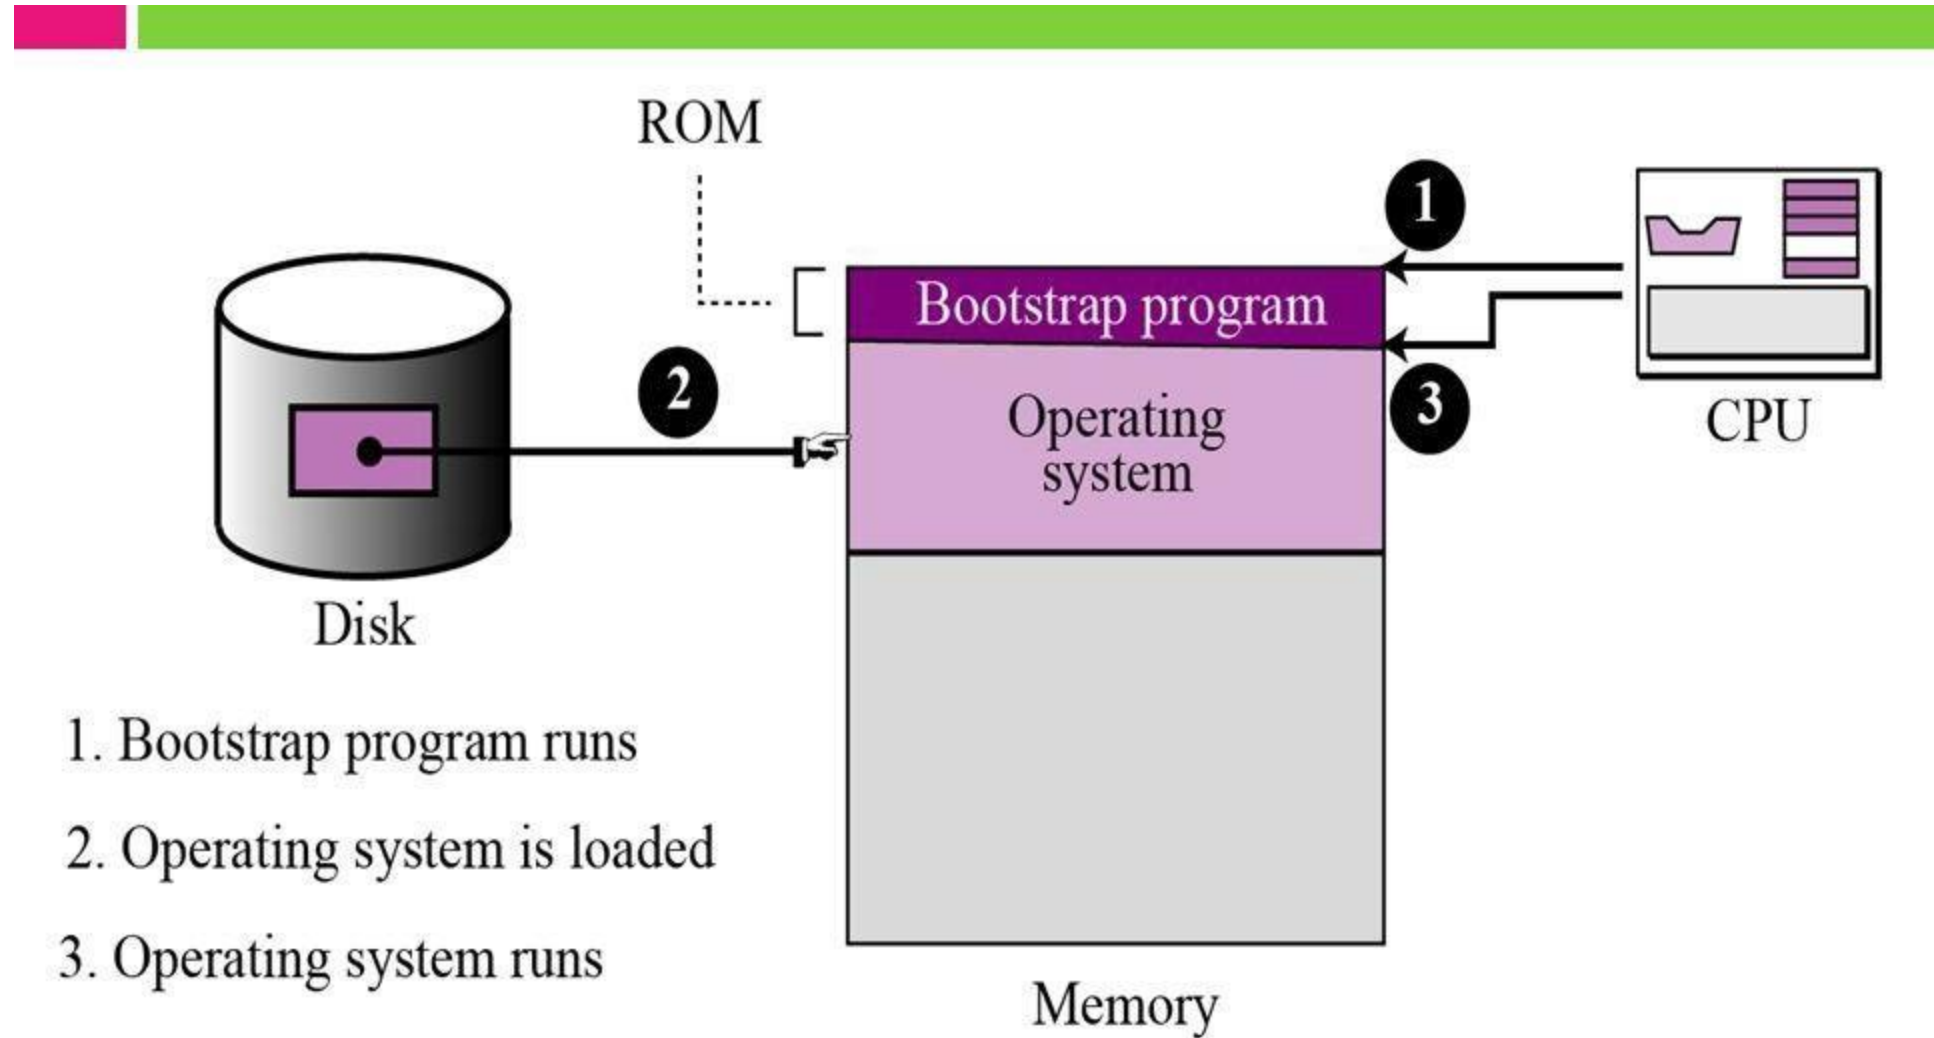 ROM
1
Bootstrap program
2
Operating
system
3
CPU
Disk
1. Bootstrap program runs
2. Operating system is loaded
3. Operating system runs
Memory